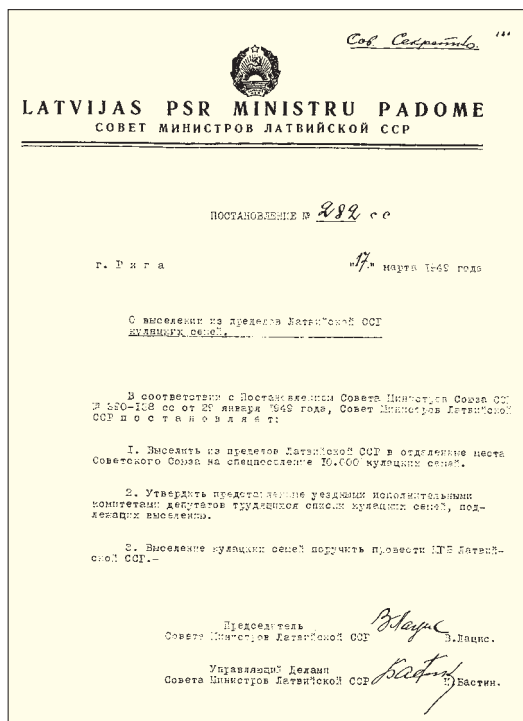 Сов. Секретно.
LATVIJAS PSR MINISTRU PADOME
СОВЕТ МИНИСТРОВ ЛАТВИЙСКОЙ ССР
ПОСТАНОВЛЕНИЕ № 282 сс
г. Рига
"17" марта 1949 года
О выселении из пределов Латвийской ССР
кулацких семей.
В соответствии с Постановлением Совета Министров Союза ССР
№ 390-138 сс от 29 января 1949 года, Совет Министров Латвийской
ССР постановляет:
1. Выселить из пределов Латвийской ССР в отдаленные места
Советского Союза на спецпоселение 10.000 кулацких семей.
2. Утвердить представленные уездными исполнительными
комитетами депутатов трудящихся списки кулацких семей, под-
лежащих выселению.
3. Выселение кулацких семей поручить провести МГБ Латвий-
ской ССР.-
Председатель
Совета Министров Латвийской ССР В.Лацис.
Управляющий Делами
Совета Министров Латвийской ССР Бастин.